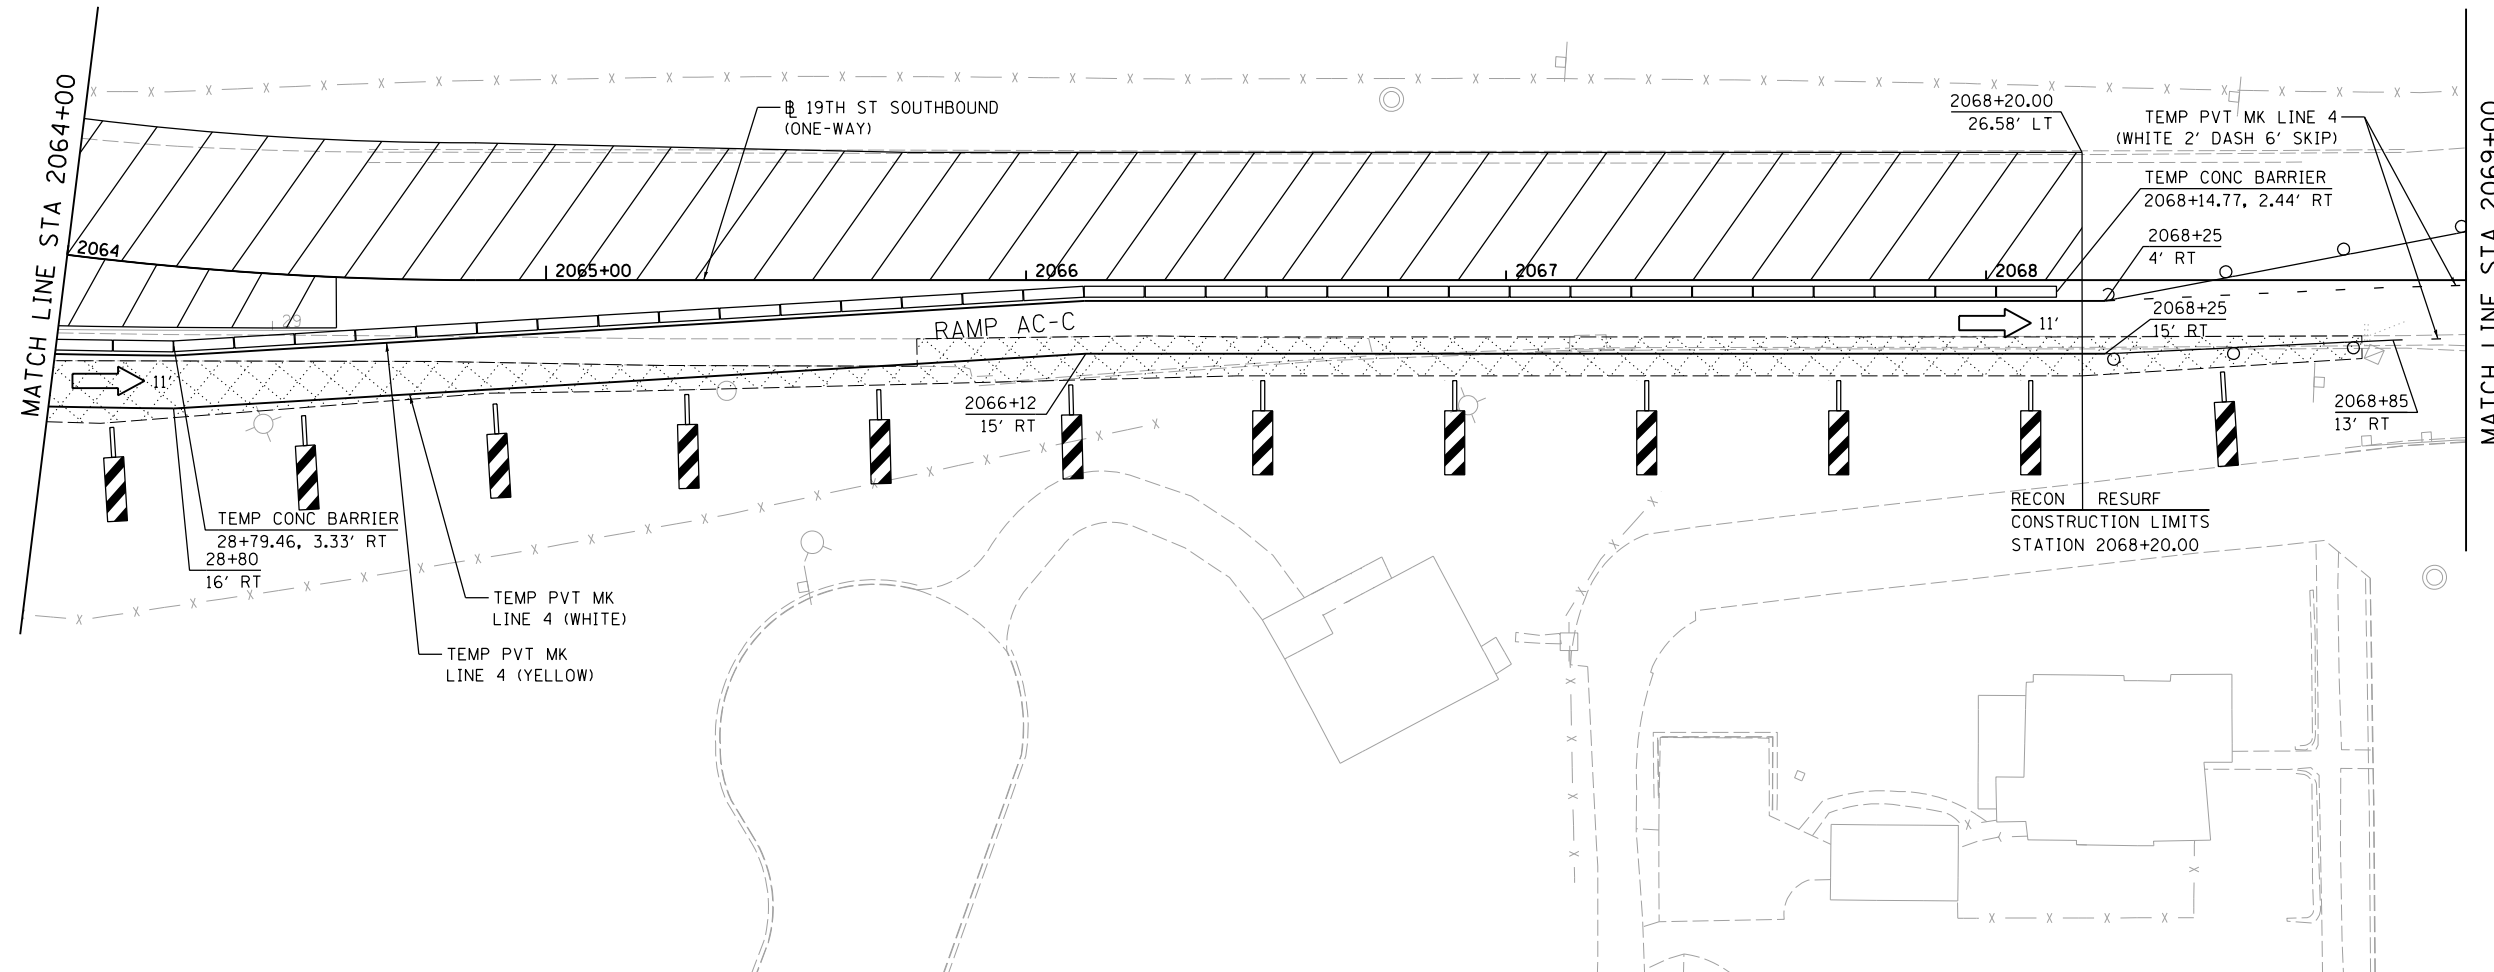 MATCH LINE STA 2064+00
℄ 19TH ST SOUTHBOUND
(ONE-WAY)
2068+20.00
26.58' LT
TEMP PVT MK LINE 4
(WHITE 2' DASH 6' SKIP)
TEMP CONC BARRIER
2068+14.77, 2.44' RT
2068+25
4' RT
2064
2065+00
2066
2067
2068
29
RAMP AC-C
11'
2068+25
15' RT
11'
2066+12
15' RT
2068+85
13' RT
MATCH LINE STA 2069+00
TEMP CONC BARRIER
28+79.46, 3.33' RT
28+80
16' RT
RECON RESURF
CONSTRUCTION LIMITS
STATION 2068+20.00
TEMP PVT MK
LINE 4 (WHITE)
TEMP PVT MK
LINE 4 (YELLOW)